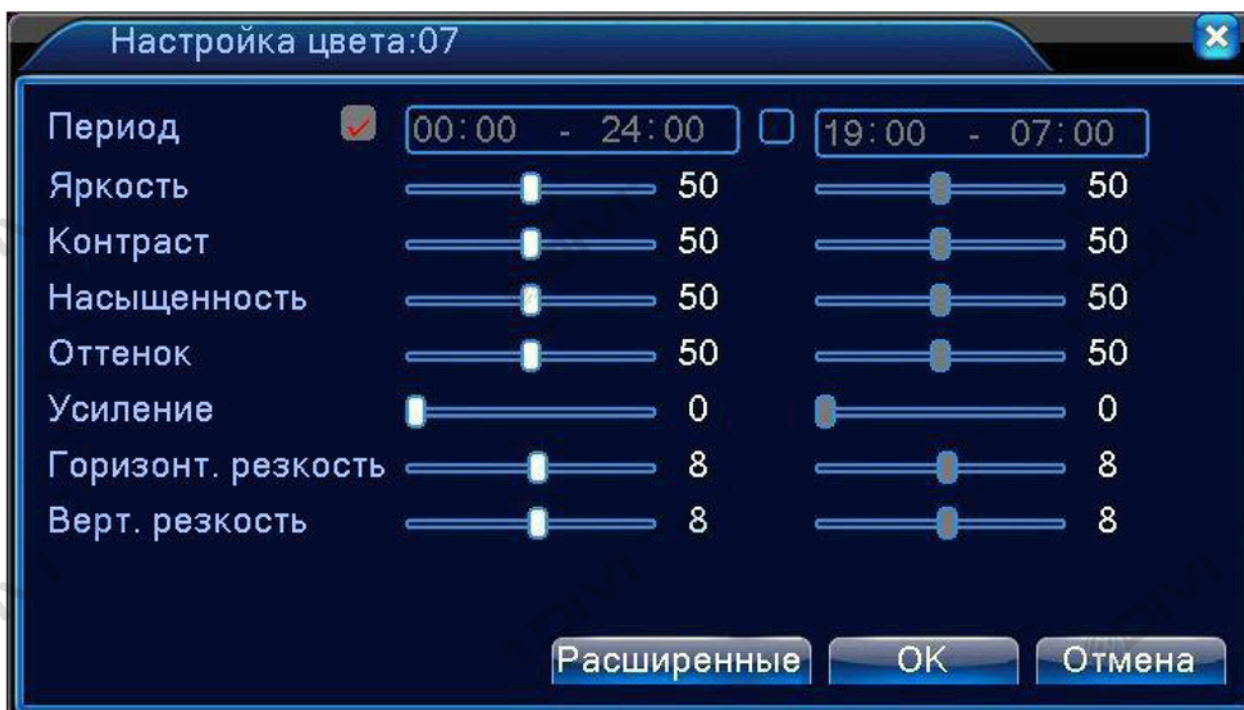 Настройка цвета:07
Период 00:00 - 24:00 19:00 - 07:00
Яркость 50 50
Контраст 50 50
Насыщенность 50 50
Оттенок 50 50
Усиление 0 0
Горизонт. резкость 8 8
Верт. резкость 8 8
Расширенные ОК Отмена